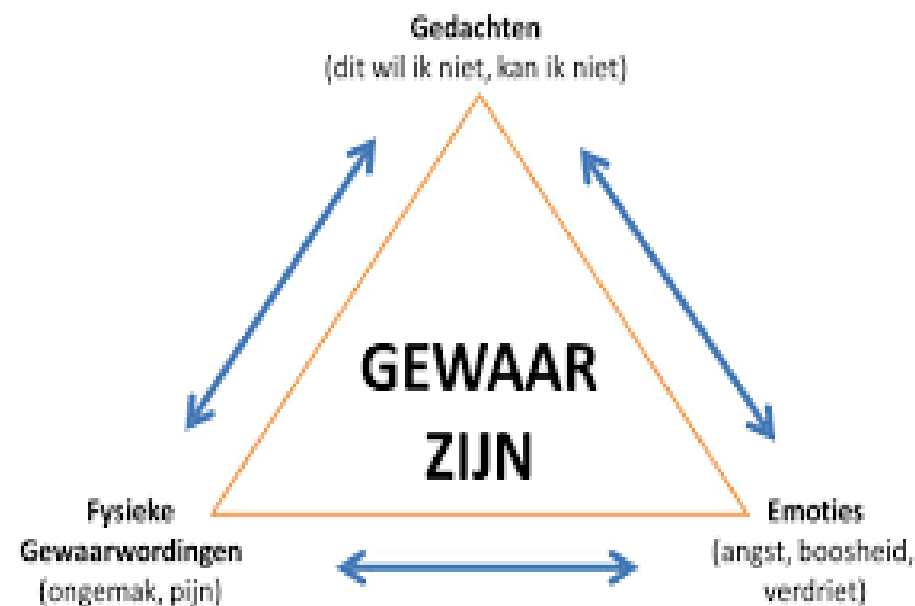 Gedachten
(dit wil ik niet, kan ik niet)
GEWAAR
ZIJN
Fysieke
Gewaarwordingen
(ongemak, pijn)
Emoties
(angst, boosheid,
verdriet)